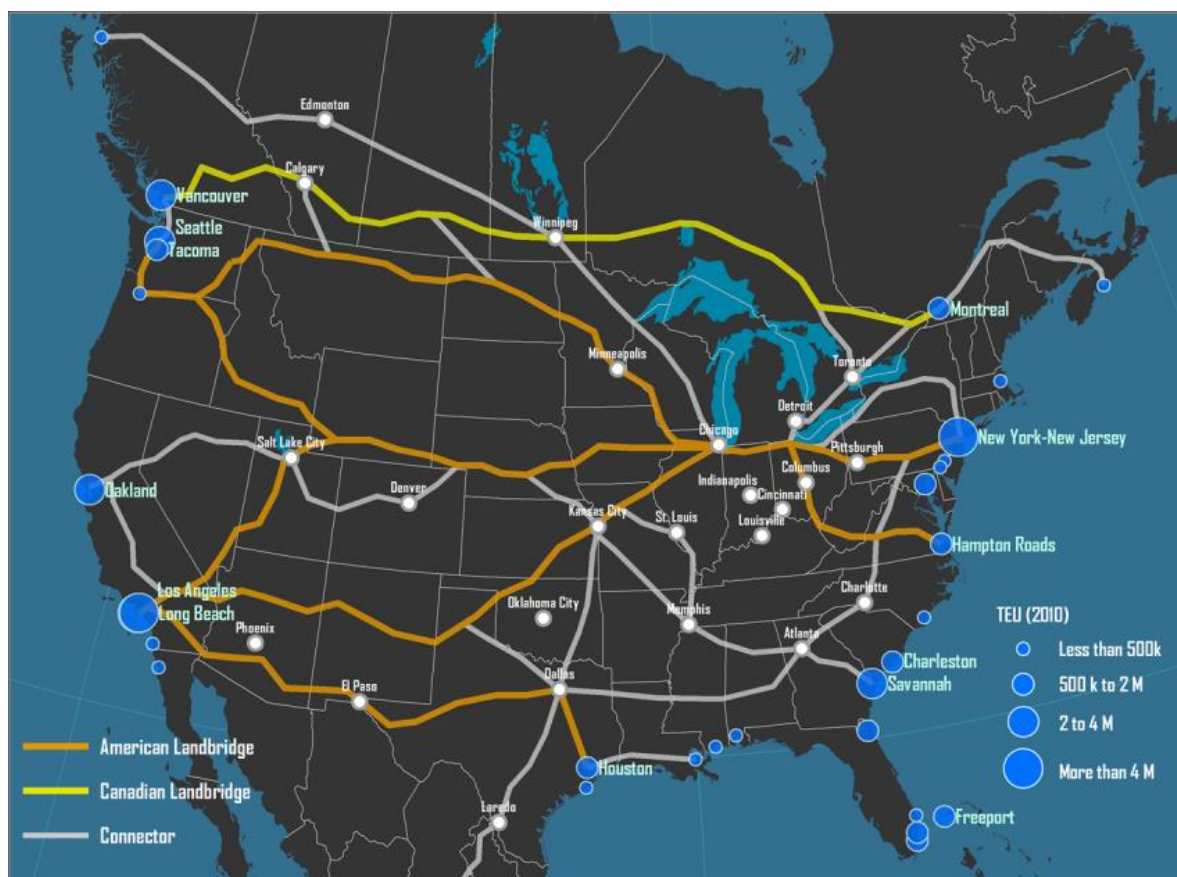 Edmonton
Calgary
Vancouver
Winnipeg
Seattle
Tacoma
Montreal
Minneapolis
Toronto
Detroit
Chicago
New York-New Jersey
Salt Lake City
Pittsburgh
Columbus
Oakland
Denver
Indianapolis
Cincinnati
Kansas City
St. Louis
Louisville
Hampton Roads
Los Angeles
Long Beach
Charlotte
Oklahoma City
Memphis
Phoenix
Atlanta
TEU (2010)
Less than 500k
Charleston
El Paso
Dallas
Savannah
500 k to 2 M
2 to 4 M
American Landbridge
Houston
More than 4 M
Canadian Landbridge
Laredo
Freeport
Connector